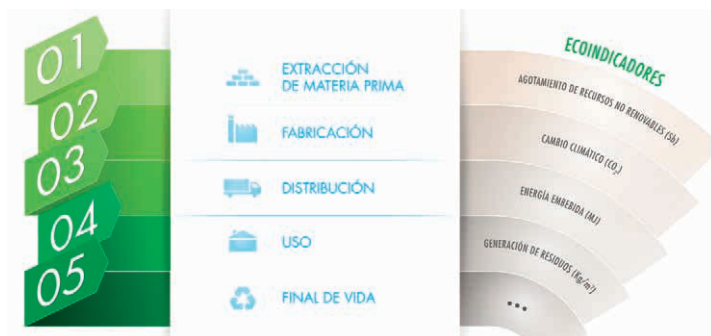 01
02
03
04
05
EXTRACCIÓN
DE MATERIA PRIMA
FABRICACIÓN
DISTRIBUCIÓN
USO
FINAL DE VIDA
ECOINDICADORES
AGOTAMIENTO DE RECURSOS NO RENOVABLES (Sb)
CAMBIO CLIMÁTICO (CO₂)
ENERGÍA EMBEBIDA (MJ)
GENERACIÓN DE RESIDUOS (Kg/m³)
...